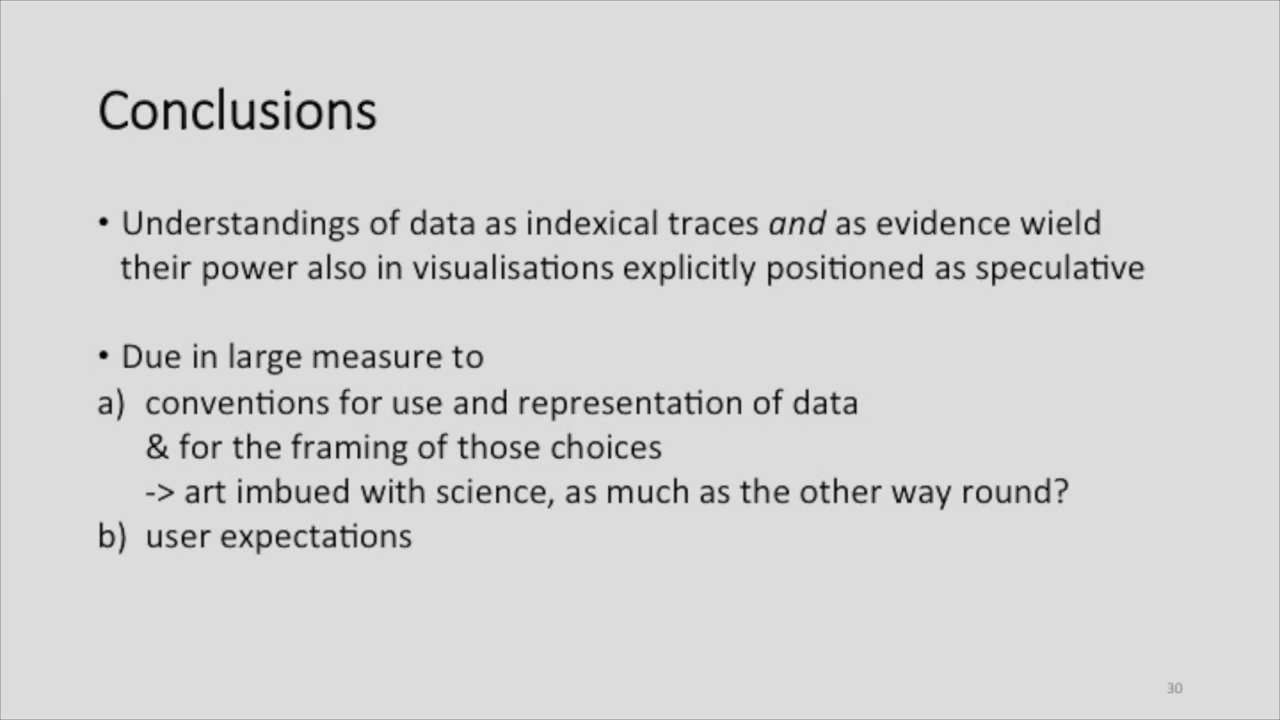 Conclusions
• Understandings of data as indexical traces and as evidence wield
their power also in visualisations explicitly positioned as speculative
• Due in large measure to
a) conventions for use and representation of data
& for the framing of those choices
-> art imbued with science, as much as the other way round?
b) user expectations
30